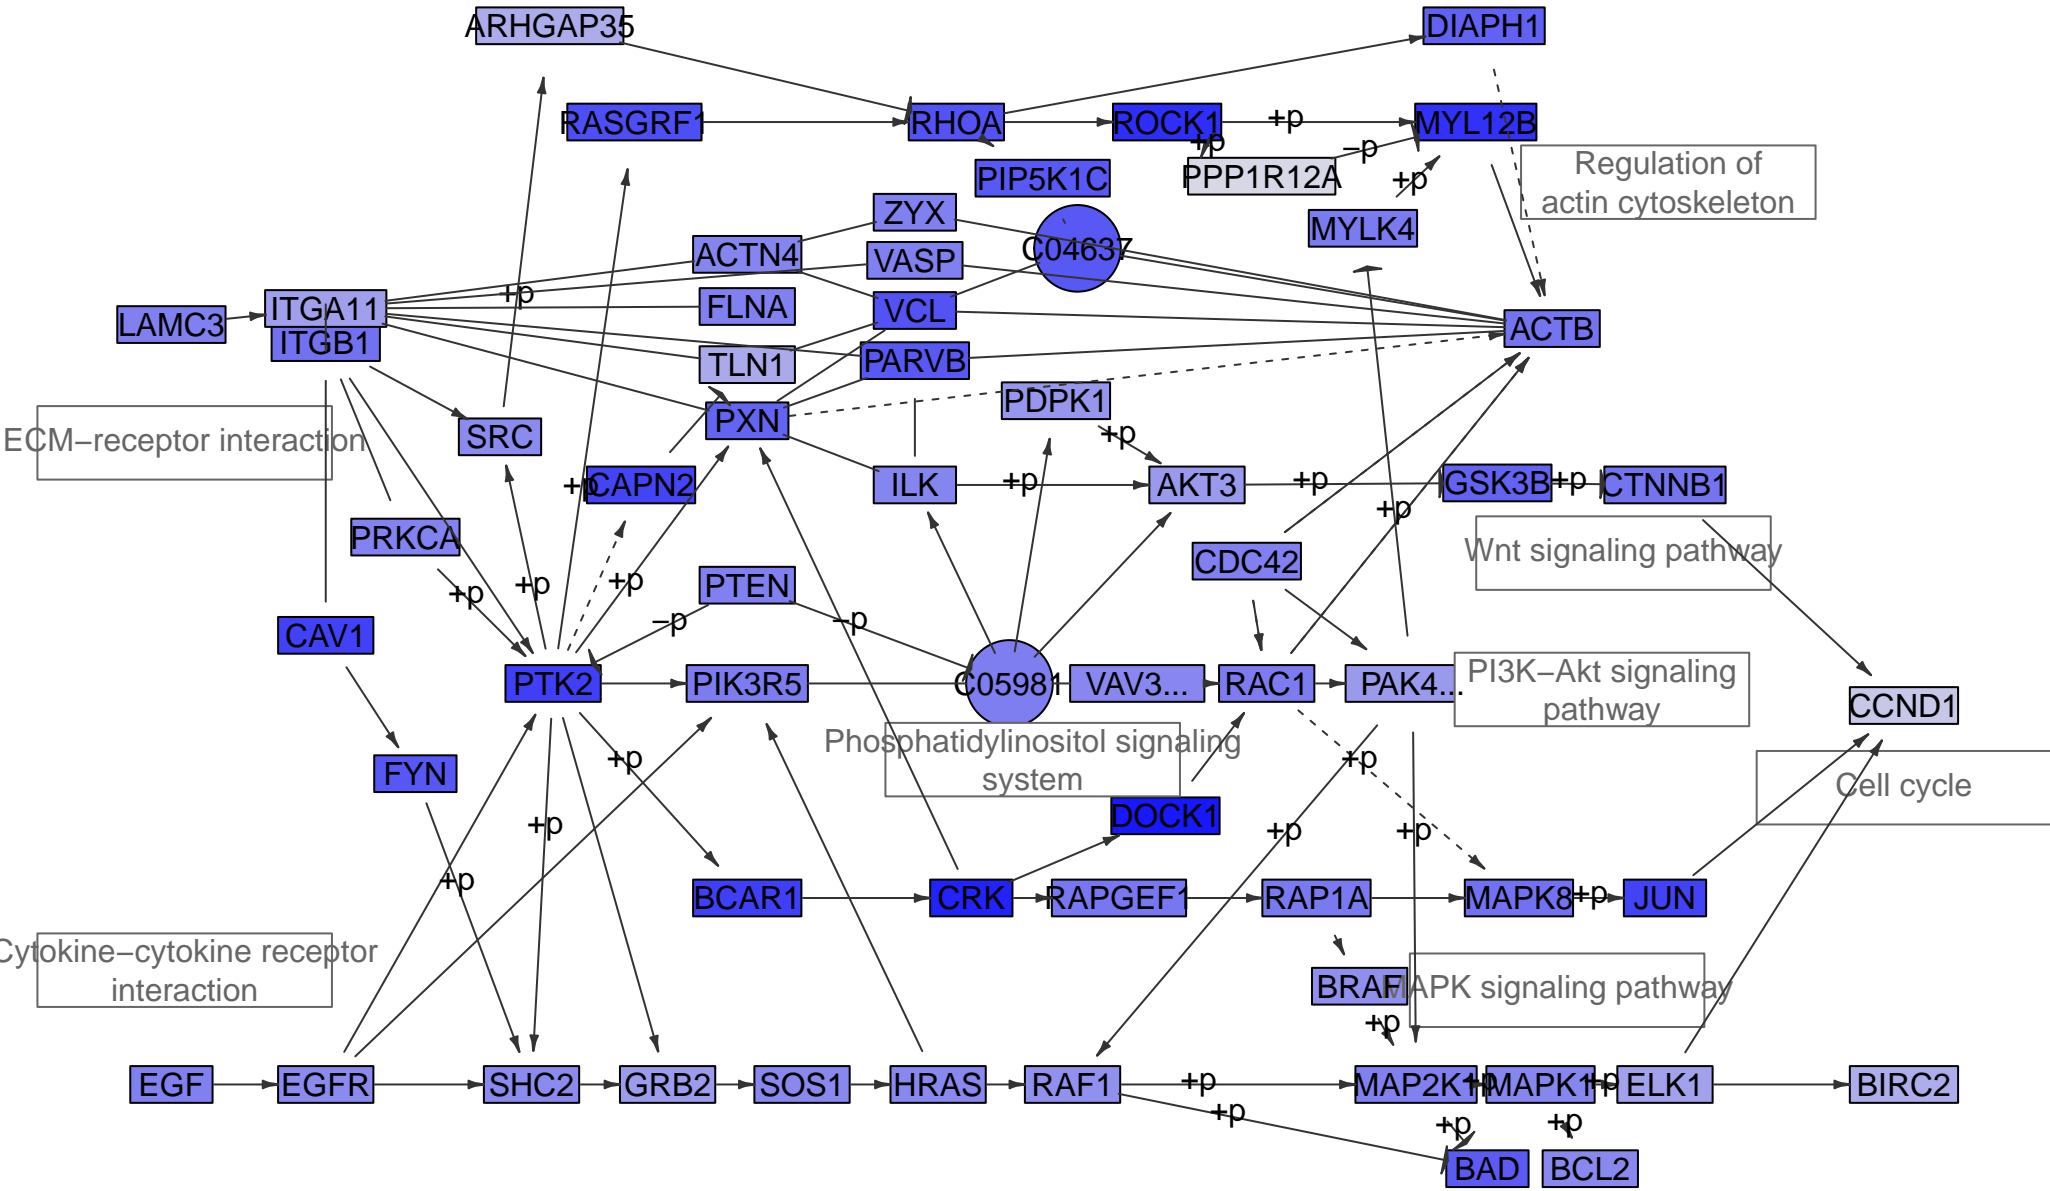 ARHGAP35
DIAPH1
RASGRF1
RHOA
ROCK1
+p
MYL12B
+p
−p
PIP5K1C
PPP1R12A
+p
Regulation of
actin cytoskeleton
ZYX
MYLK4
ACTN4
VASP
C04637
+p
ITGA11
FLNA
VCL
LAMC3
ITGB1
ACTB
TLN1
PARVB
PDPK1
PXN
+p
ECM−receptor interaction
SRC
+p
CAPN2
ILK
+p
AKT3
+p
GSK3B
+p
CTNNB1
+p
PRKCA
Wnt signaling pathway
CDC42
+p
+p
+p
PTEN
−p
−p
CAV1
PTK2
PIK3R5
C05981
VAV3...
RAC1
PAK4...
PI3K−Akt signaling
pathway
CCND1
Phosphatidylinositol signaling
system
+p
+p
FYN
Cell cycle
DOCK1
+p
+p
+p
+p
BCAR1
CRK
RAPGEF1
RAP1A
MAPK8
+p
JUN
Cytokine−cytokine receptor
interaction
BRAF
MAPK signaling pathway
+p
EGF
EGFR
SHC2
GRB2
SOS1
HRAS
RAF1
+p
MAP2K1
+p
MAPK1
+p
ELK1
BIRC2
+p
+p
+p
BAD
BCL2